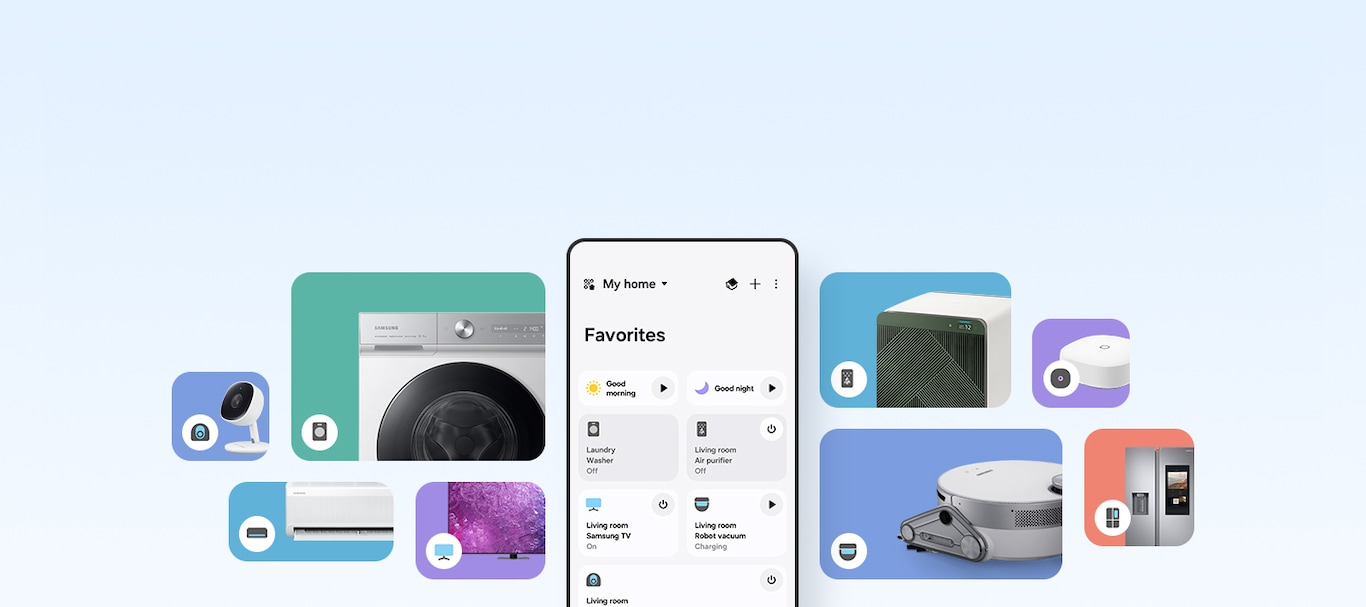 My home
Favorites
Good
morning
Good night
Laundry
Washer
Off
Living room
Air purifier
Off
Living room
Samsung TV
On
Living room
Robot vacuum
Charging
Living room
SAMSUNG